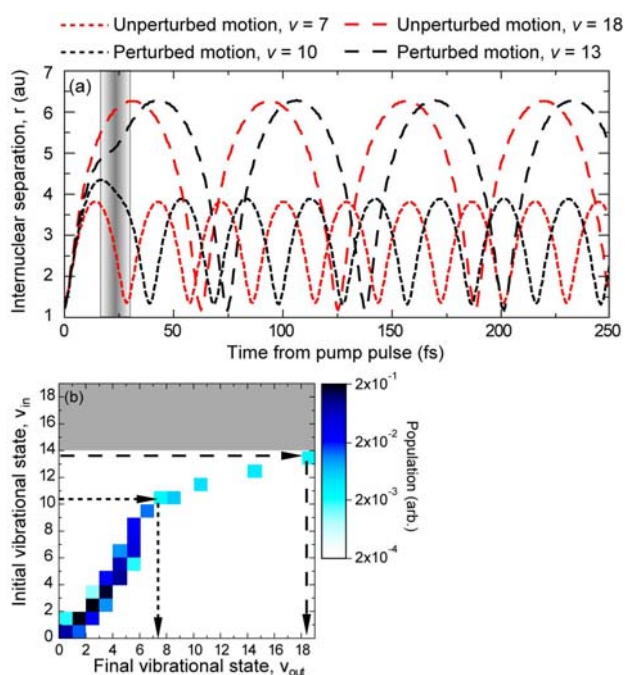 Unperturbed motion, v = 7
Unperturbed motion, v = 18
Perturbed motion, v = 10
Perturbed motion, v = 13
(a)
Internuclear separation, r (au)
7
6
5
4
3
2
1
0 50 100 150 200 250
Time from pump pulse (fs)
(b)
Initial vibrational state, v_in
18
16
14
12
10
8
6
4
2
0
0 2 4 6 8 10 12 14 16 18
Final vibrational state, v_out
2x10⁻¹
2x10⁻²
2x10⁻³
2x10⁻⁴
Population (arb.)